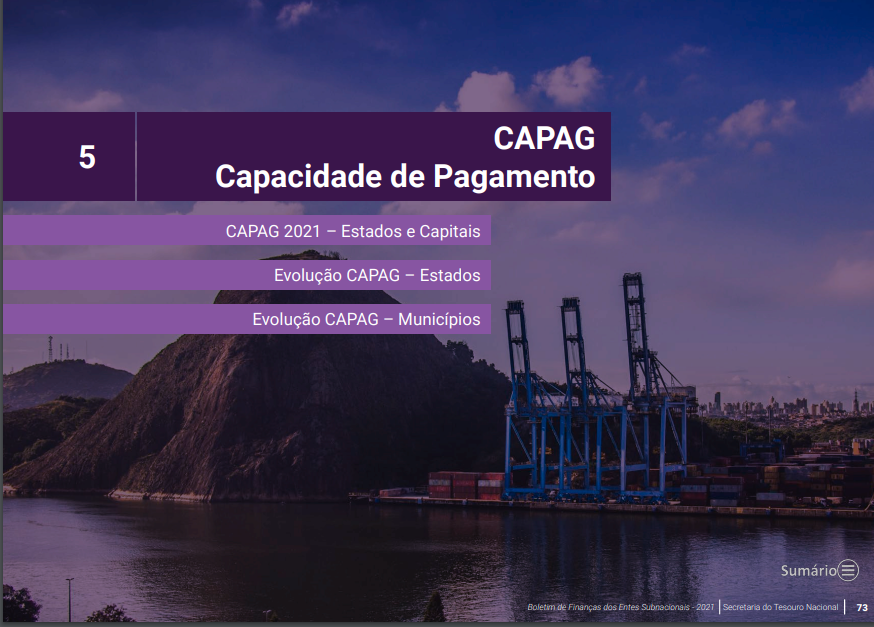 5
CAPAG
Capacidade de Pagamento
CAPAG 2021 – Estados e Capitais
Evolução CAPAG – Estados
Evolução CAPAG – Municípios
Sumário
Boletim de Finanças dos Entes Subnacionais - 2021 | Secretaria do Tesouro Nacional | 73